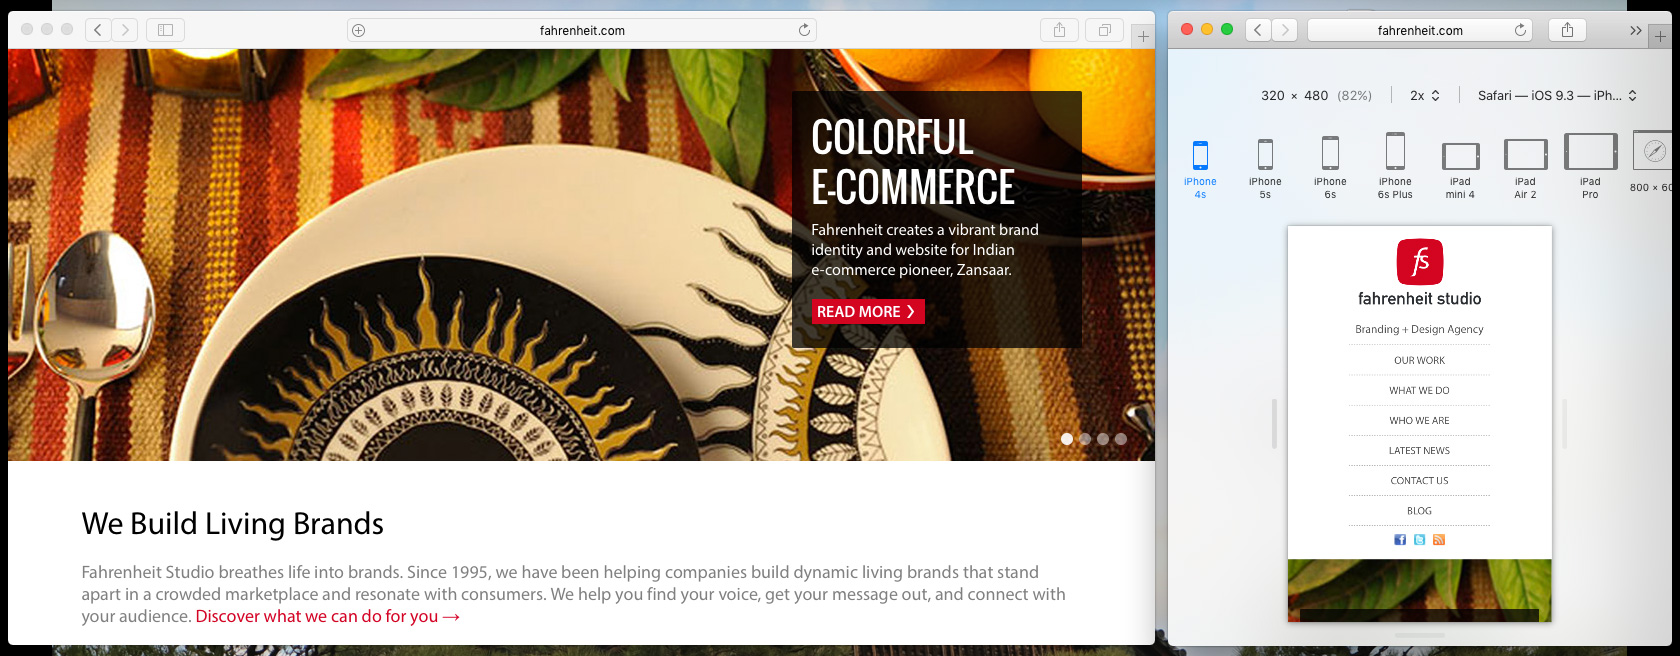 fahrenheit.com
COLORFUL
E-COMMERCE
Fahrenheit creates a vibrant brand
identity and website for Indian
e-commerce pioneer, Zansaar.
READ MORE ❯
We Build Living Brands
Fahrenheit Studio breathes life into brands. Since 1995, we have been helping companies build dynamic living brands that stand
apart in a crowded marketplace and resonate with consumers. We help you find your voice, get your message out, and connect with
your audience. Discover what we can do for you →
fahrenheit.com
320 × 480 (82%) 2x Safari — iOS 9.3 — iPh...
iPhone 4s
iPhone 5s
iPhone 6s
iPhone 6s Plus
iPad mini 4
iPad Air 2
iPad Pro
800 × 60
fs
fahrenheit studio
Branding + Design Agency
OUR WORK
WHAT WE DO
WHO WE ARE
LATEST NEWS
CONTACT US
BLOG